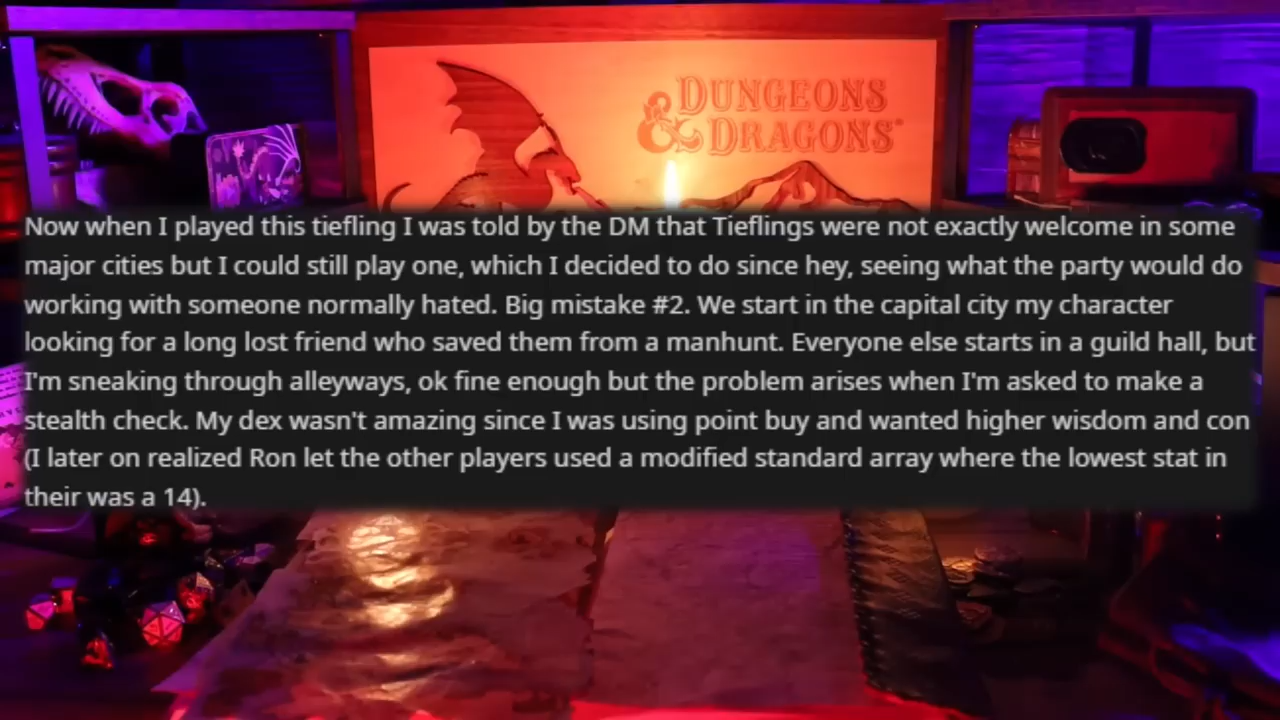 DUNGEONS
& DRAGONS
Now when I played this tiefling I was told by the DM that Tieflings were not exactly welcome in some
major cities but I could still play one, which I decided to do since hey, seeing what the party would do
working with someone normally hated. Big mistake #2. We start in the capital city my character
looking for a long lost friend who saved them from a manhunt. Everyone else starts in a guild hall, but
I'm sneaking through alleyways, ok fine enough but the problem arises when I'm asked to make a
stealth check. My dex wasn't amazing since I was using point buy and wanted higher wisdom and con
(I later on realized Ron let the other players used a modified standard array where the lowest stat in
their was a 14).